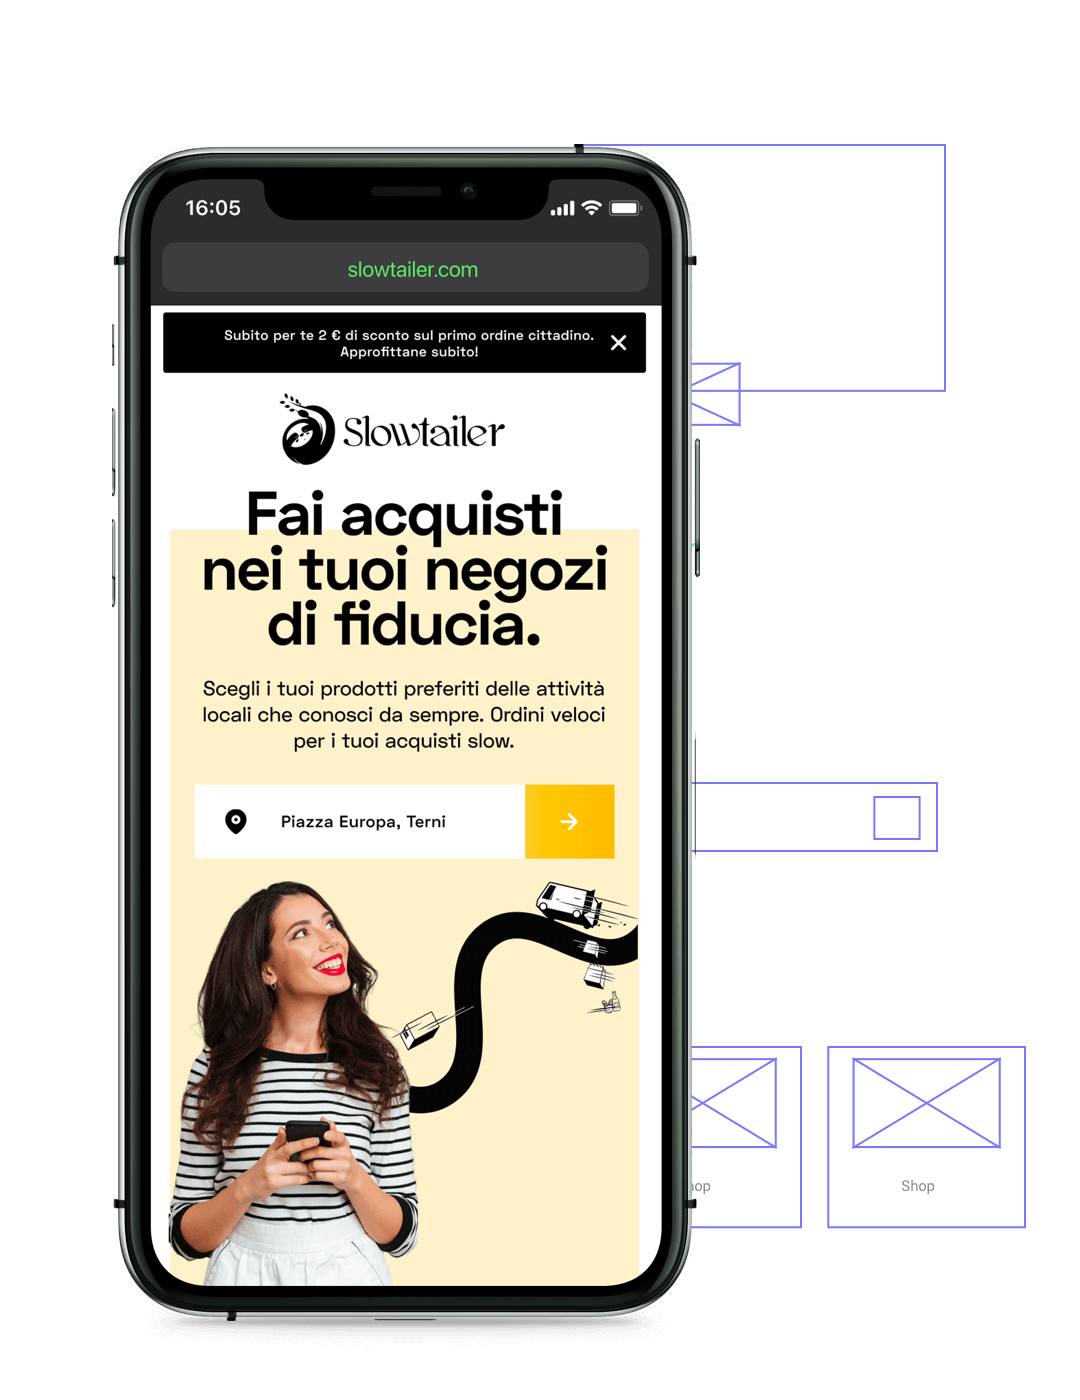 16:05
slowtailer.com
Subito per te 2 € di sconto sul primo ordine cittadino.
Approfittane subito!
Slowtailer
Fai acquisti
nei tuoi negozi
di fiducia.
Scegli i tuoi prodotti preferiti delle attività
locali che conosci da sempre. Ordini veloci
per i tuoi acquisti slow.
Piazza Europa, Terni
hop
Shop